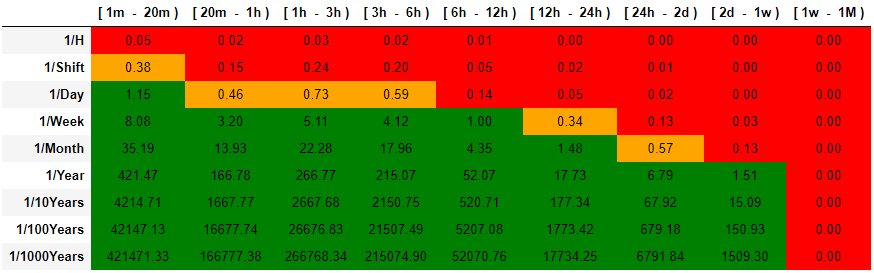 [ 1m - 20m ) [ 20m - 1h ) [ 1h - 3h ) [ 3h - 6h ) [ 6h - 12h ) [ 12h - 24h ) [ 24h - 2d ) [ 2d - 1w ) [ 1w - 1M )
1/H 0.05 0.02 0.03 0.02 0.01 0.00 0.00 0.00 0.00
1/Shift 0.38 0.15 0.24 0.20 0.05 0.02 0.01 0.00 0.00
1/Day 1.15 0.46 0.73 0.59 0.14 0.05 0.02 0.00 0.00
1/Week 8.08 3.20 5.11 4.12 1.00 0.34 0.13 0.03 0.00
1/Month 35.19 13.93 22.28 17.96 4.35 1.48 0.57 0.13 0.00
1/Year 421.47 166.78 266.77 215.07 52.07 17.73 6.79 1.51 0.00
1/10Years 4214.71 1667.77 2667.68 2150.75 520.71 177.34 67.92 15.09 0.00
1/100Years 42147.13 16677.74 26676.83 21507.49 5207.08 1773.42 679.18 150.93 0.00
1/1000Years 421471.33 166777.38 266768.34 215074.90 52070.76 17734.25 6791.84 1509.30 0.00